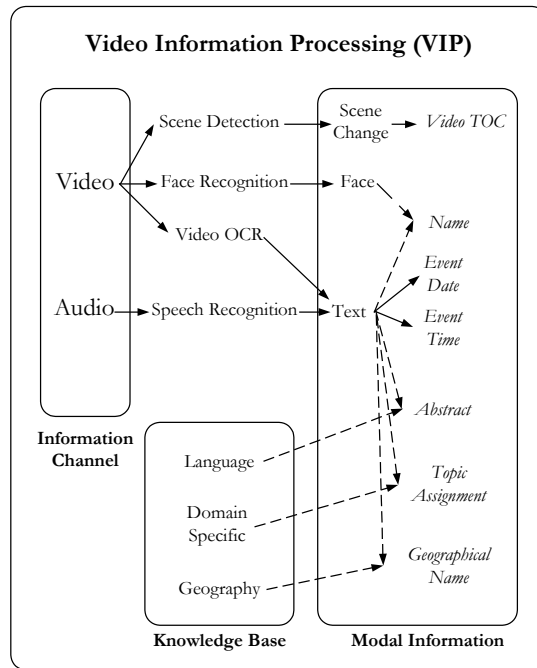 Video Information Processing (VIP)
Scene Detection
Scene
Change
Video TOC
Video
Face Recognition
Face
Name
Video OCR
Event
Date
Audio
Speech Recognition
Text
Event
Time
Abstract
Information
Channel
Language
Topic
Assignment
Domain
Specific
Geographical
Name
Geography
Knowledge Base
Modal Information